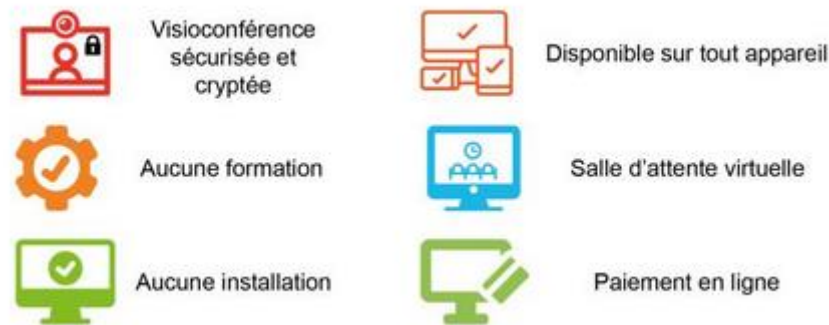 Visioconférence
sécurisée et
cryptée
Disponible sur tout appareil
Aucune formation
Salle d'attente virtuelle
Aucune installation
Paiement en ligne